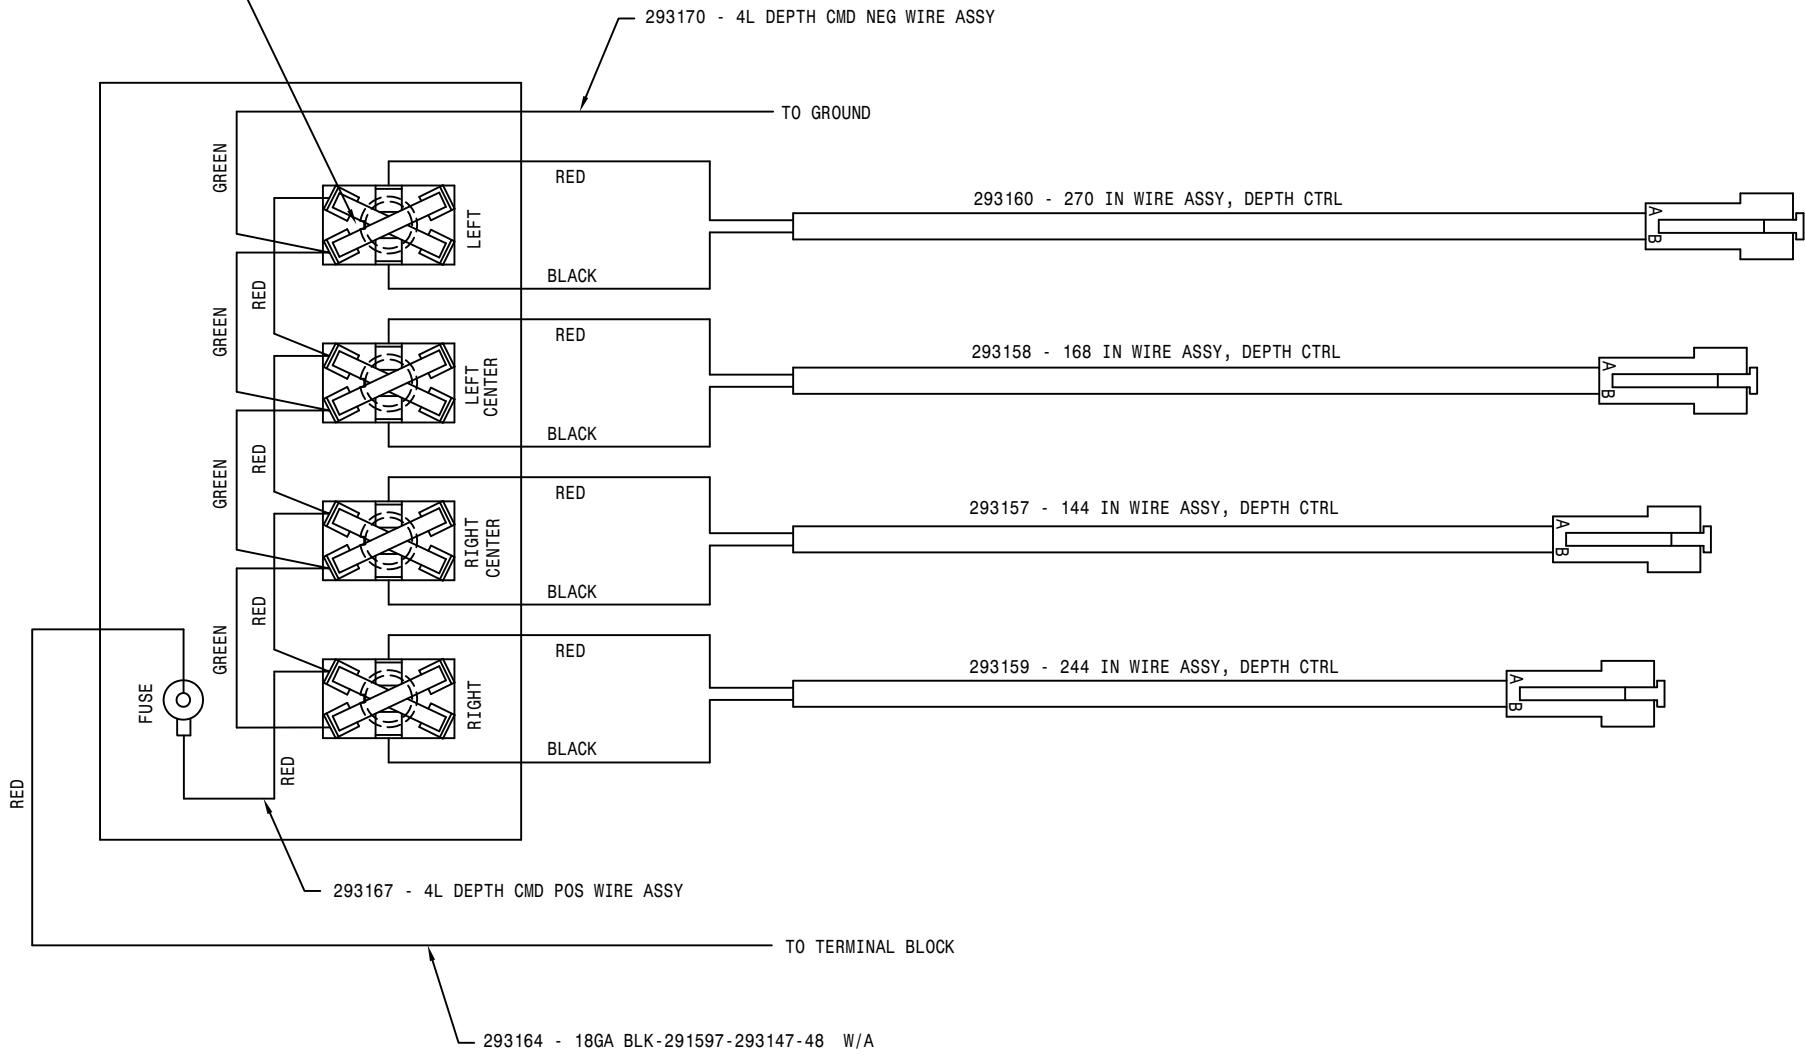 293170 - 4L DEPTH CMD NEG WIRE ASSY
TO GROUND
GREEN
RED
293160 - 270 IN WIRE ASSY, DEPTH CTRL
A
B
LEFT
BLACK
RED
GREEN
RED
293158 - 168 IN WIRE ASSY, DEPTH CTRL
A
B
LEFT
CENTER
BLACK
RED
GREEN
RED
293157 - 144 IN WIRE ASSY, DEPTH CTRL
A
B
RIGHT
CENTER
BLACK
RED
GREEN
RED
293159 - 244 IN WIRE ASSY, DEPTH CTRL
A
B
RIGHT
FUSE
BLACK
RED
RED
293167 - 4L DEPTH CMD POS WIRE ASSY
TO TERMINAL BLOCK
293164 - 18GA BLK-291597-293147-48 W/A